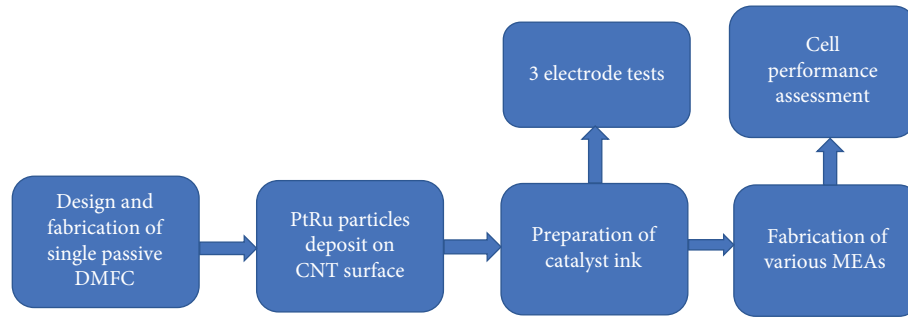 Design and
fabrication of
single passive
DMFC
PtRu particles
deposit on
CNT surface
3 electrode tests
Preparation of
catalyst ink
Cell
performance
assessment
Fabrication of
various MEAs